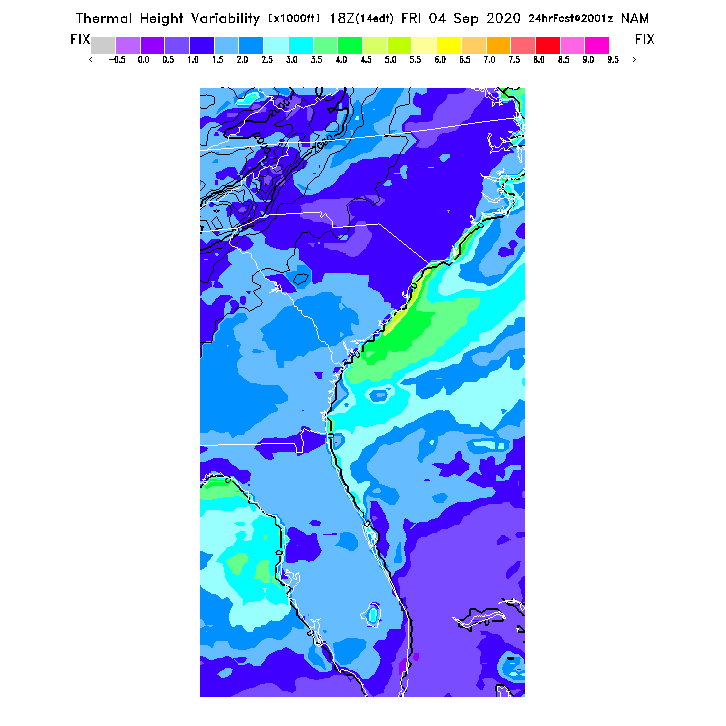 Thermal Height Variability [x1000ft] 18Z(14edt) FRI 04 Sep 2020 24hrFcst@2001z NAM
FIX FIX
< -0.5 0.0 0.5 1.0 1.5 2.0 2.5 3.0 3.5 4.0 4.5 5.0 5.5 6.0 6.5 7.0 7.5 8.0 8.5 9.0 9.5 >